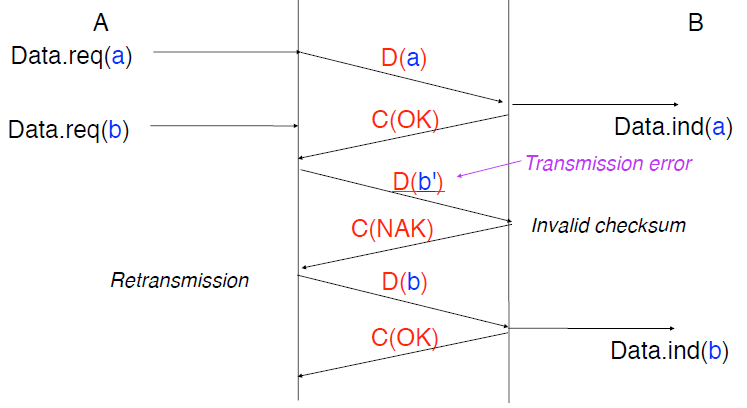 A
B
Data.req(a)
D(a)
C(OK)
Data.ind(a)
Data.req(b)
Transmission error
D(b')
C(NAK)
Invalid checksum
Retransmission
D(b)
C(OK)
Data.ind(b)